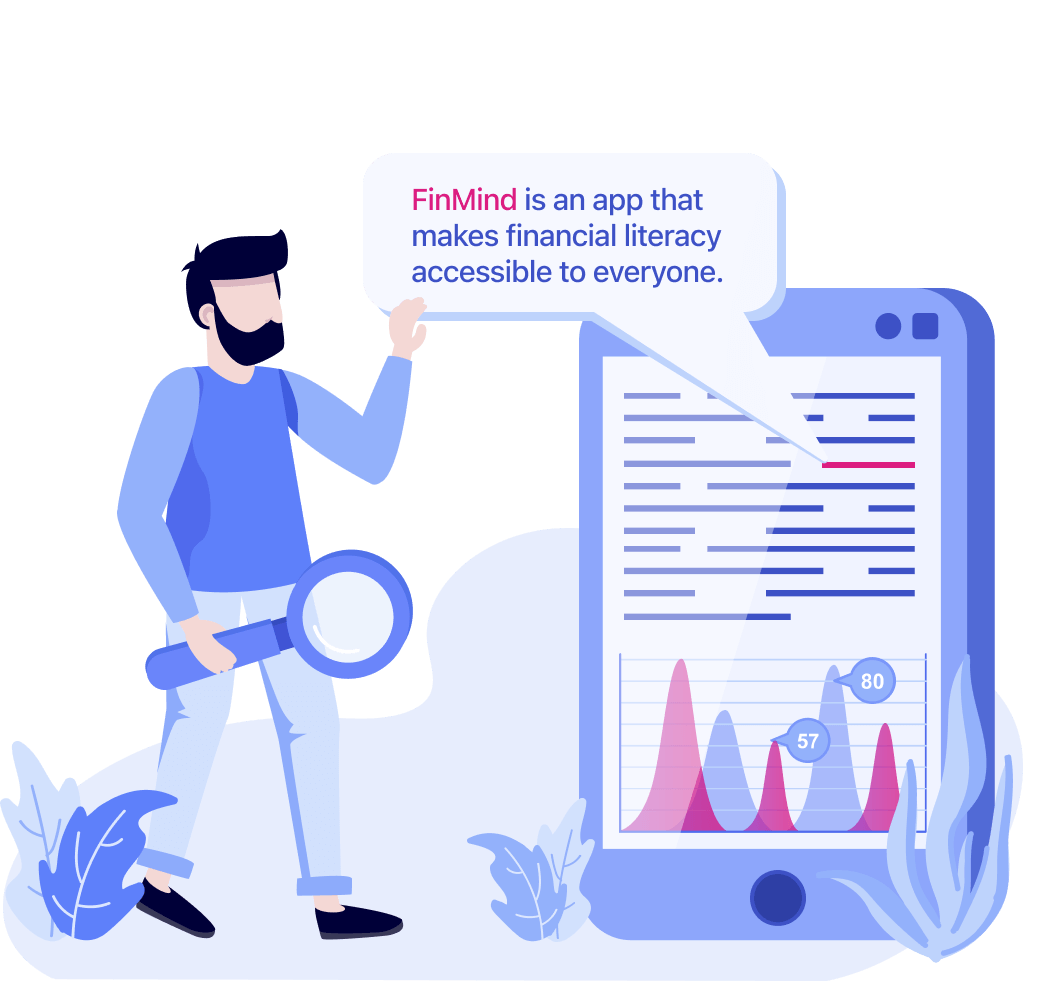 FinMind is an app that
makes financial literacy
accessible to everyone.
80
57